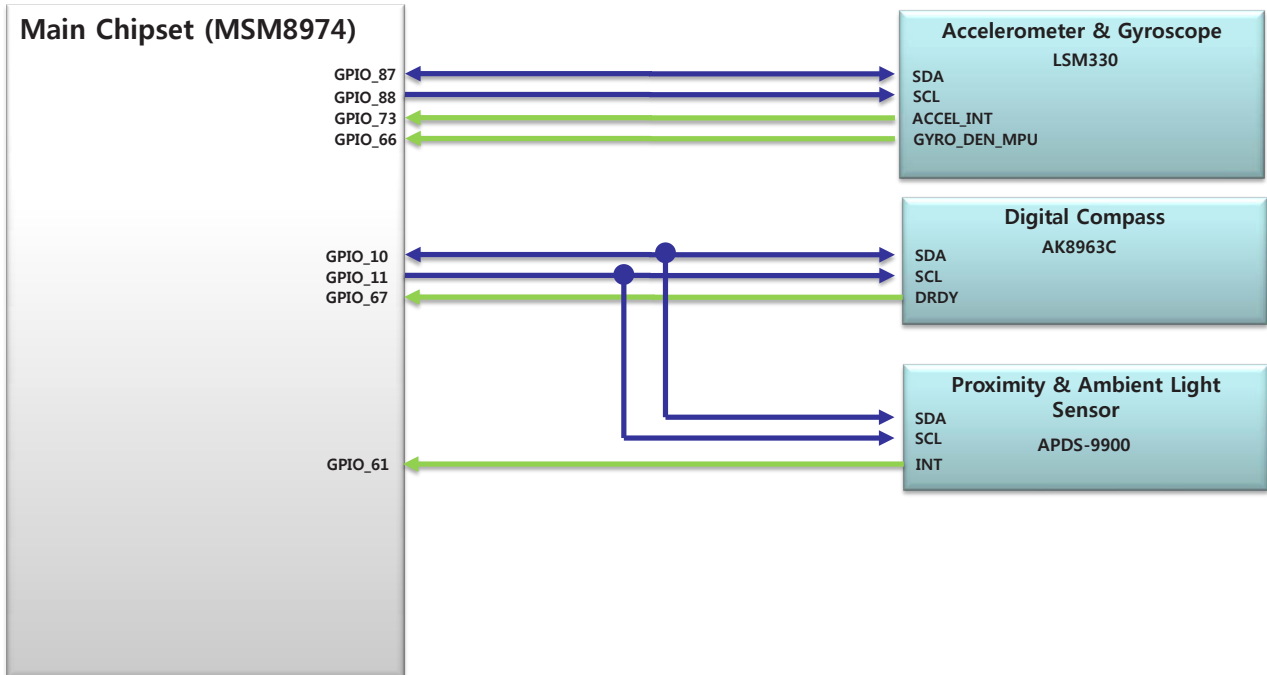 Main Chipset (MSM8974)
GPIO_87
GPIO_88
GPIO_73
GPIO_66
GPIO_10
GPIO_11
GPIO_67
GPIO_61
Accelerometer & Gyroscope
LSM330
SDA
SCL
ACCEL_INT
GYRO_DEN_MPU
Digital Compass
AK8963C
SDA
SCL
DRDY
Proximity & Ambient Light
Sensor
APDS-9900
SDA
SCL
INT